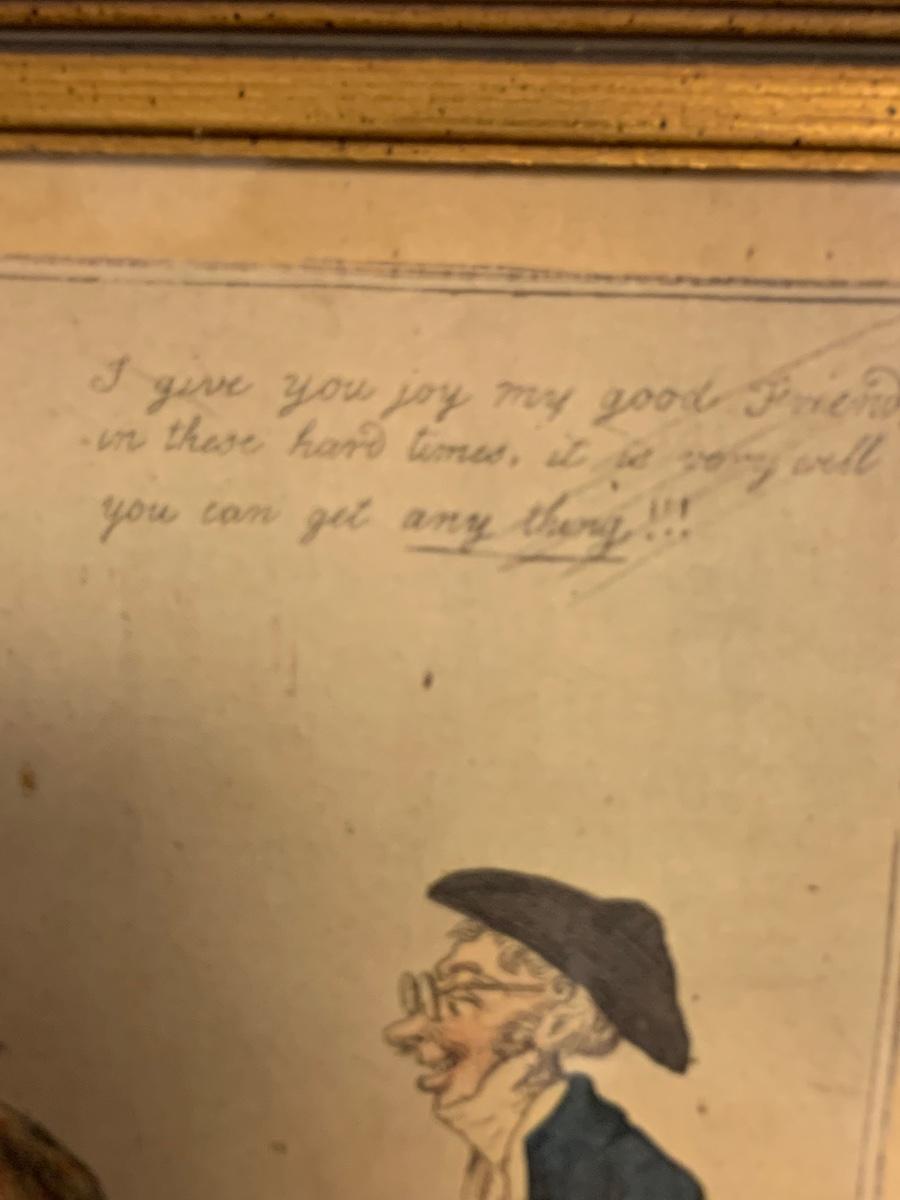 I give you joy my good Friend
in these hard times, it is very well
you can get any thing!!!